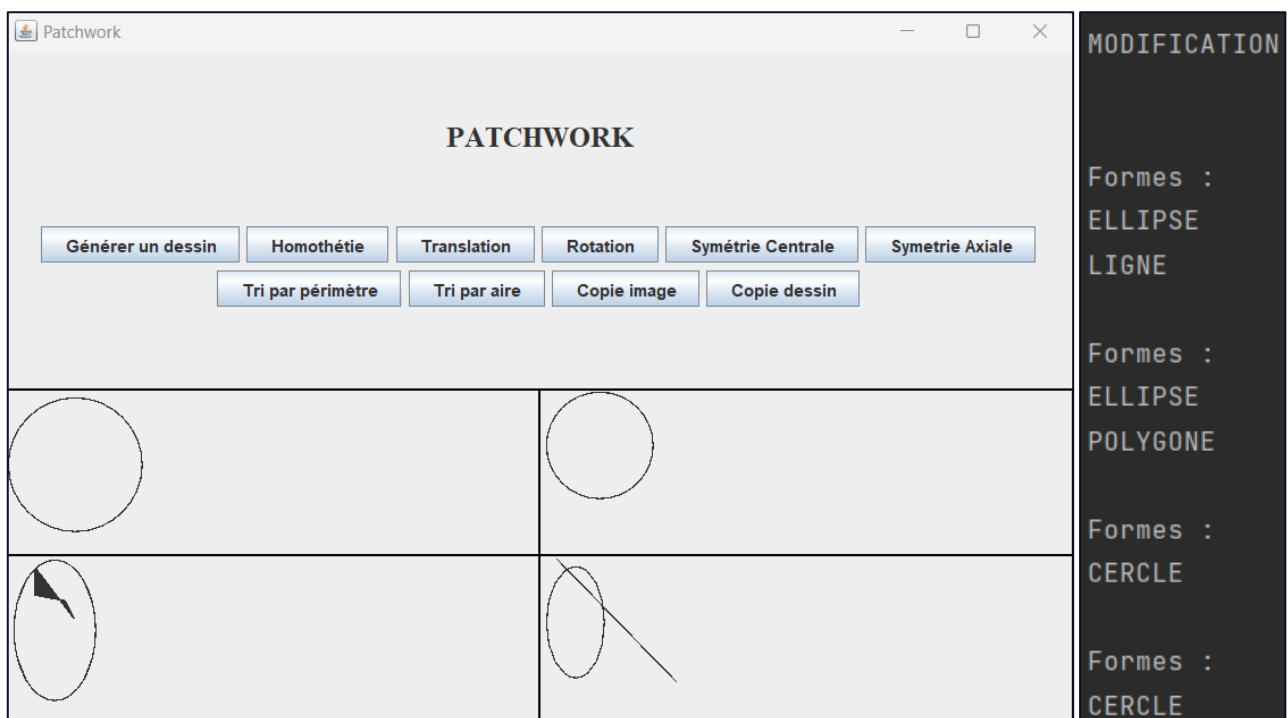 Patchwork
PATCHWORK
Générer un dessin Homothétie Translation Rotation Symétrie Centrale Symetrie Axiale
Tri par périmètre Tri par aire Copie image Copie dessin
MODIFICATION
Formes :
ELLIPSE
LIGNE
Formes :
ELLIPSE
POLYGONE
Formes :
CERCLE
Formes :
CERCLE